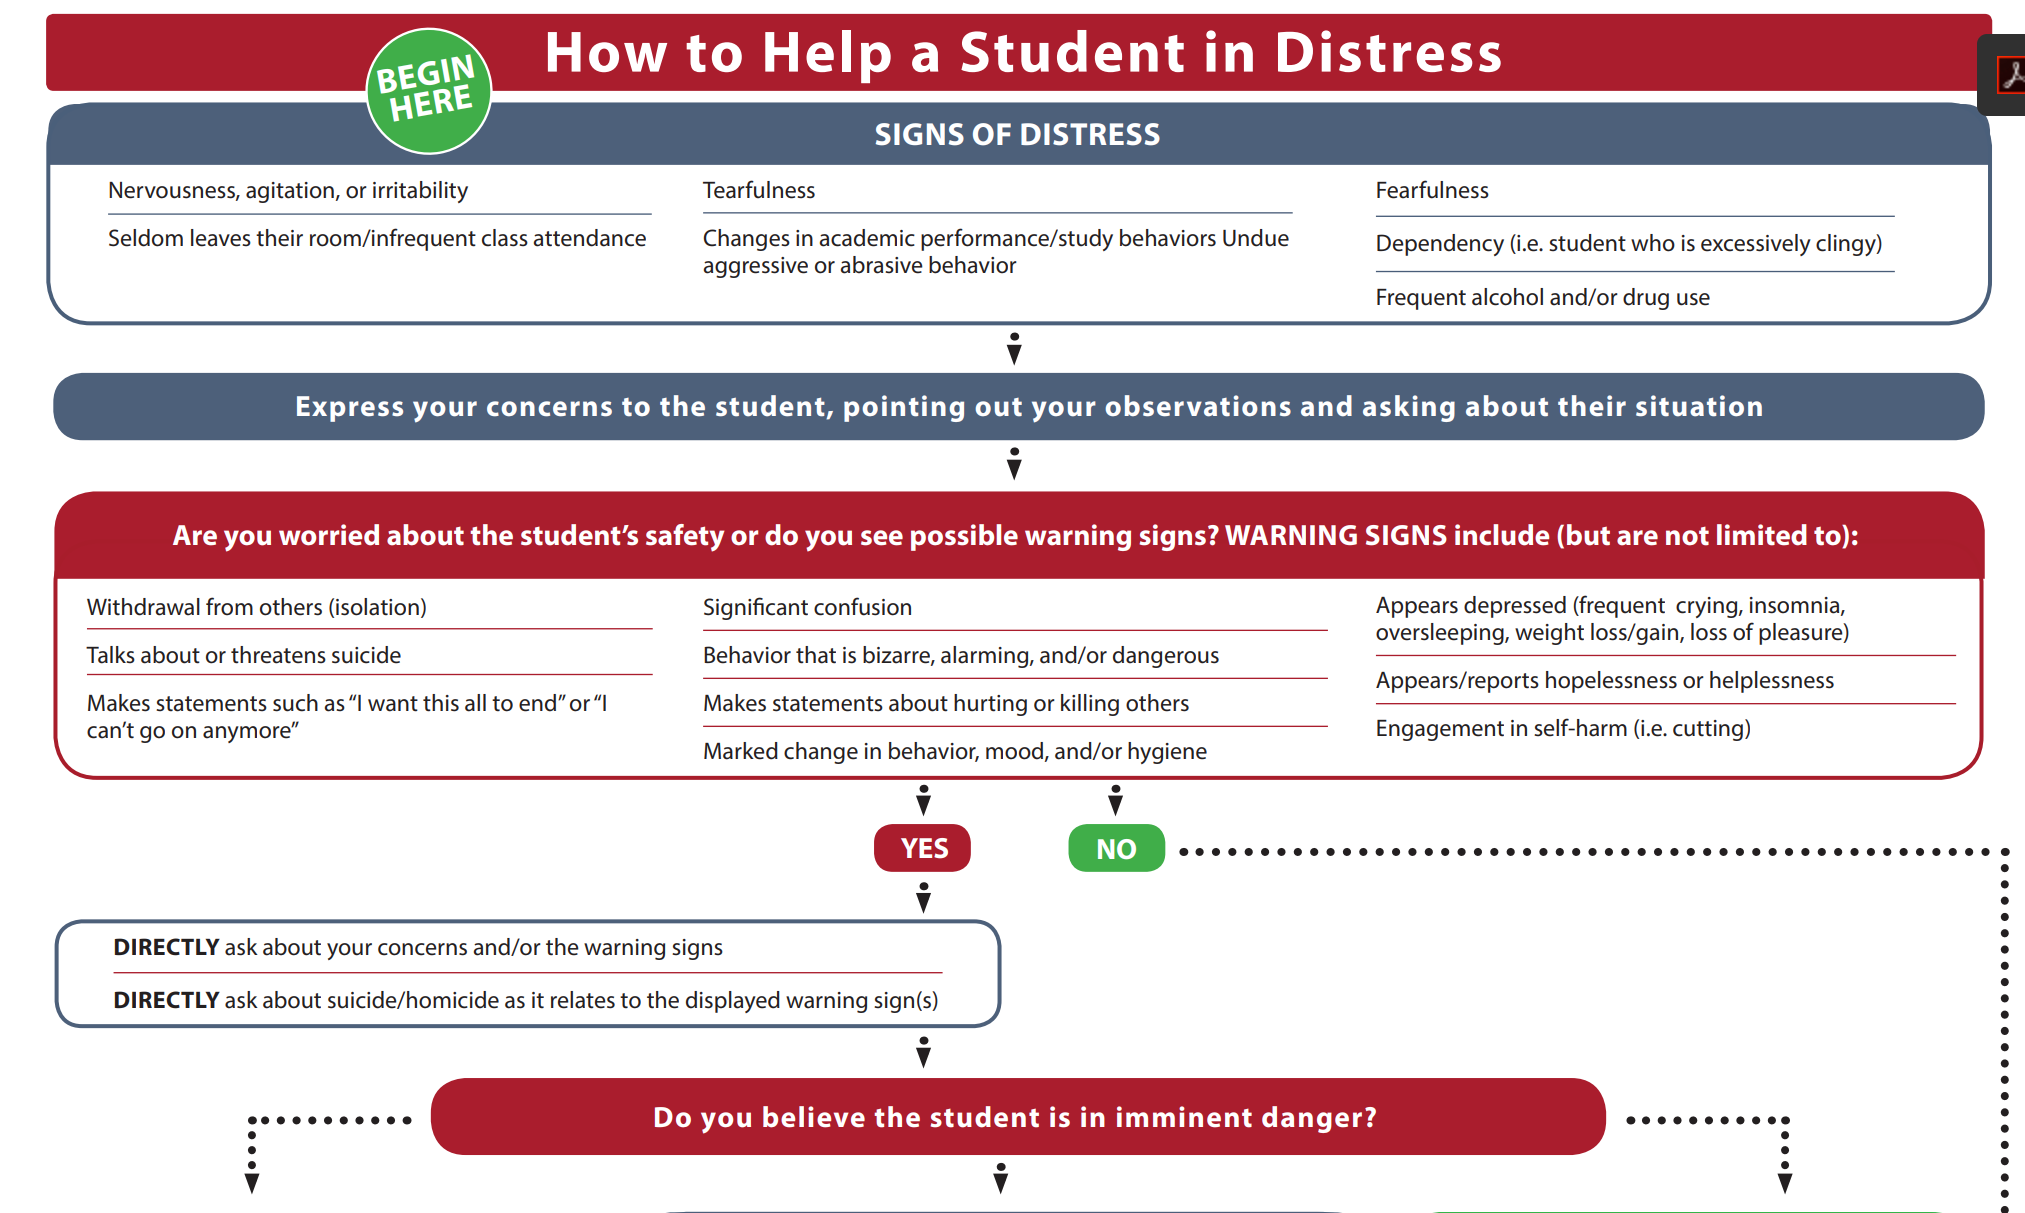 How to Help a Student in Distress
BEGIN
HERE
SIGNS OF DISTRESS
Nervousness, agitation, or irritability
Seldom leaves their room/infrequent class attendance
Tearfulness
Changes in academic performance/study behaviors Undue
aggressive or abrasive behavior
Fearfulness
Dependency (i.e. student who is excessively clingy)
Frequent alcohol and/or drug use
Express your concerns to the student, pointing out your observations and asking about their situation
Are you worried about the student’s safety or do you see possible warning signs? WARNING SIGNS include (but are not limited to):
Withdrawal from others (isolation)
Talks about or threatens suicide
Makes statements such as “I want this all to end” or “I
can’t go on anymore”
Significant confusion
Behavior that is bizarre, alarming, and/or dangerous
Makes statements about hurting or killing others
Marked change in behavior, mood, and/or hygiene
Appears depressed (frequent  crying, insomnia,
oversleeping, weight loss/gain, loss of pleasure)
Appears/reports hopelessness or helplessness
Engagement in self-harm (i.e. cutting)
YES
NO
DIRECTLY ask about your concerns and/or the warning signs
DIRECTLY ask about suicide/homicide as it relates to the displayed warning sign(s)
Do you believe the student is in imminent danger?